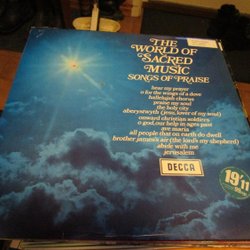 THE
WORLD OF
SACRED
MUSIC
SONGS OF PRAISE
hear my prayer
o for the wings of a dove
hallelujah chorus
praise my soul
the holy city
aberystwyth (jesu, lover of my soul)
onward christian soldiers
o god, our help in ages past
ave maria
all people that on earth do dwell
brother james's air (the lord's my shepherd)
abide with me
jerusalem
DECCA
19'11